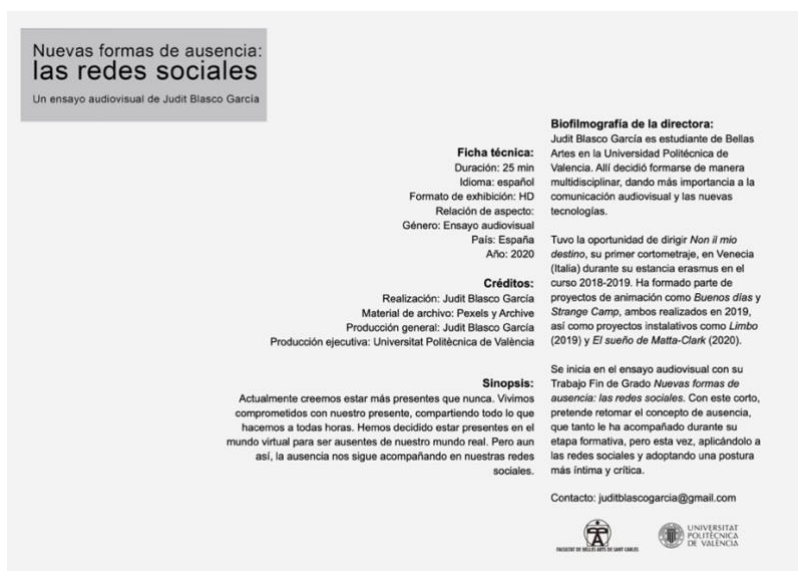 Nuevas formas de ausencia:
las redes sociales
Un ensayo audiovisual de Judit Blasco García
Ficha técnica:
Duración: 25 min
Idioma: español
Formato de exhibición: HD
Relación de aspecto:
Género: Ensayo audiovisual
País: España
Año: 2020
Créditos:
Realización: Judit Blasco García
Material de archivo: Pexels y Archive
Producción general: Judit Blasco García
Producción ejecutiva: Universitat Politècnica de València
Sinopsis:
Actualmente creemos estar más presentes que nunca. Vivimos
comprometidos con nuestro presente, compartiendo todo lo que
hacemos a todas horas. Hemos decidido estar presentes en el
mundo virtual para ser ausentes de nuestro mundo real. Pero aun
así, la ausencia nos sigue acompañando en nuestras redes
sociales.
Biofilmografía de la directora:
Judit Blasco García es estudiante de Bellas
Artes en la Universidad Politécnica de
Valencia. Allí decidió formarse de manera
multidisciplinar, dando más importancia a la
comunicación audiovisual y las nuevas
tecnologías.
Tuvo la oportunidad de dirigir Non il mio
destino, su primer cortometraje, en Venecia
(Italia) durante su estancia erasmus en el
curso 2018-2019. Ha formado parte de
proyectos de animación como Buenos días y
Strange Camp, ambos realizados en 2019,
así como proyectos instalativos como Limbo
(2019) y El sueño de Matta-Clark (2020).
Se inicia en el ensayo audiovisual con su
Trabajo Fin de Grado Nuevas formas de
ausencia: las redes sociales. Con este corto,
pretende retomar el concepto de ausencia,
que tanto le ha acompañado durante su
etapa formativa, pero esta vez, aplicándolo a
las redes sociales y adoptando una postura
más íntima y crítica.
Contacto: juditblascogarcia@gmail.com
FACULTAT DE BELLES ARTS DE SANT CARLES
UNIVERSITAT
POLITÈCNICA
DE VALÈNCIA